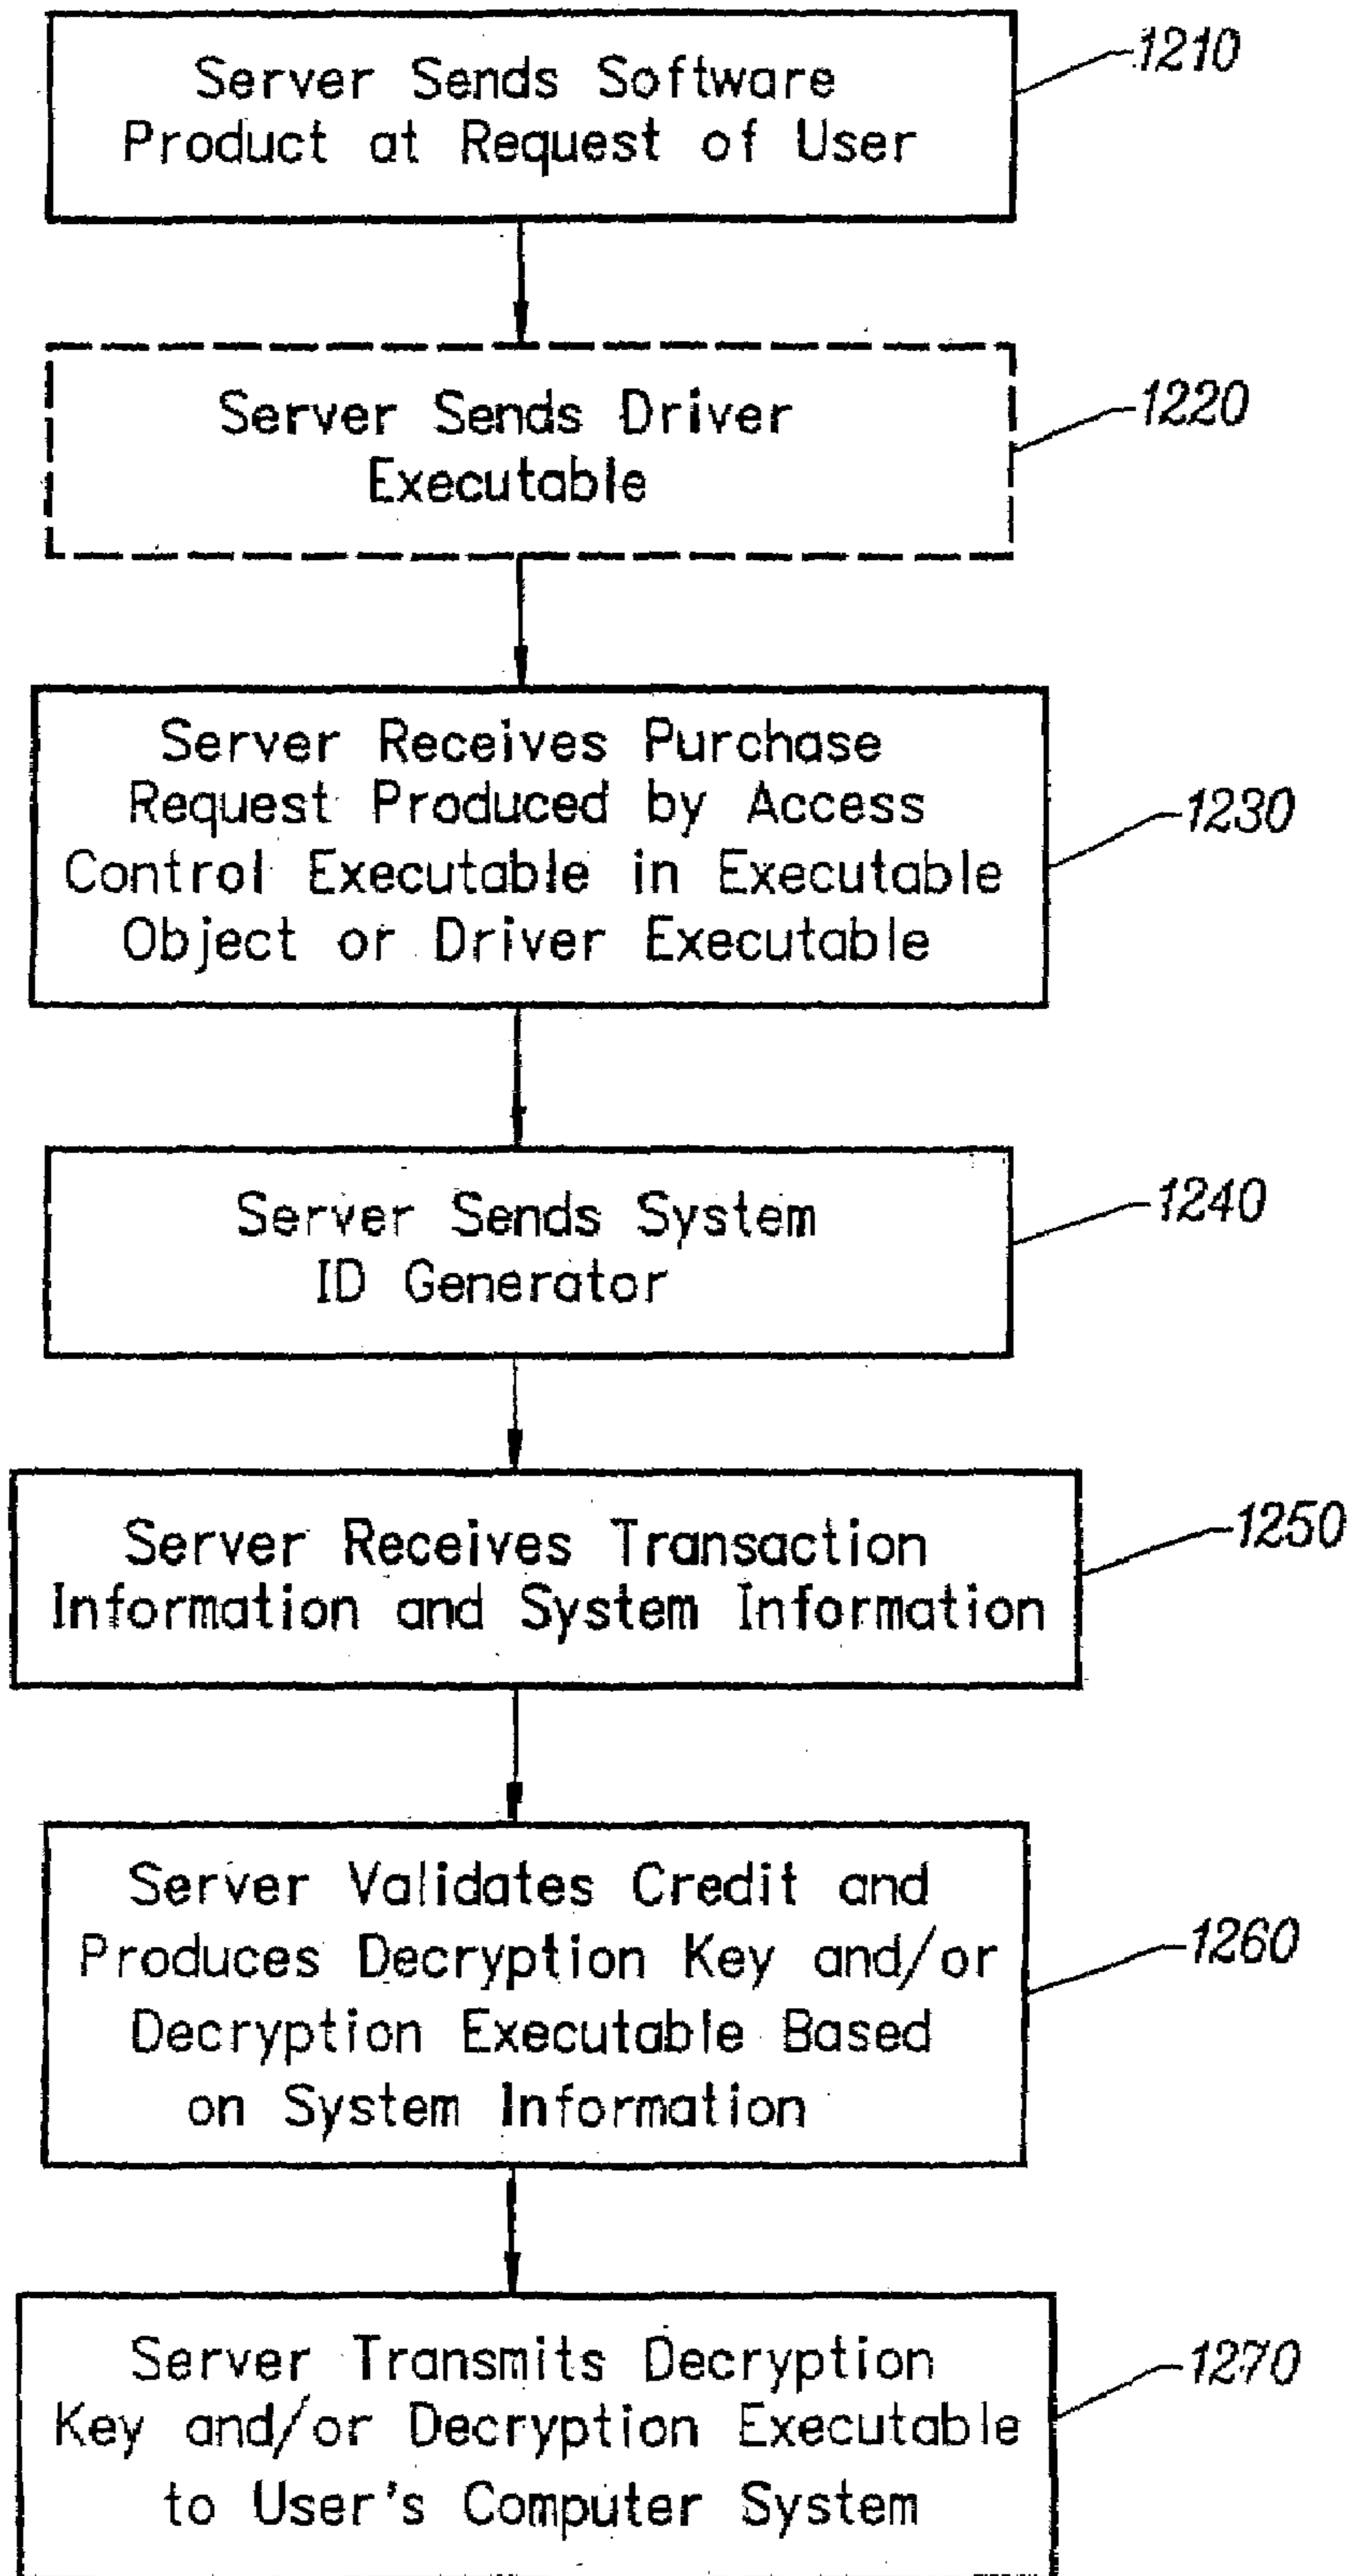 Server Sends Software
Product at Request of User
1210
Server Sends Driver
Executable
1220
Server Receives Purchase
Request Produced by Access
Control Executable in Executable
Object or Driver Executable
1230
Server Sends System
ID Generator
1240
Server Receives Transaction
Information and System Information
1250
Server Validates Credit and
Produces Decryption Key and/or
Decryption Executable Based
on System Information
1260
Server Transmits Decryption
Key and/or Decryption Executable
to User's Computer System
1270